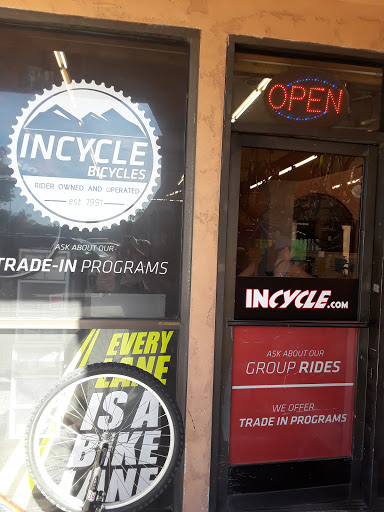 INCYCLE
BICYCLES
RIDER OWNED AND OPERATED
est. 1991
ASK ABOUT OUR
TRADE-IN PROGRAMS
EVERY
LANE
IS A
BIKE
LANE
OPEN
INCYCLE.COM
ASK ABOUT OUR
GROUP RIDES
WE OFFER...
TRADE IN PROGRAMS